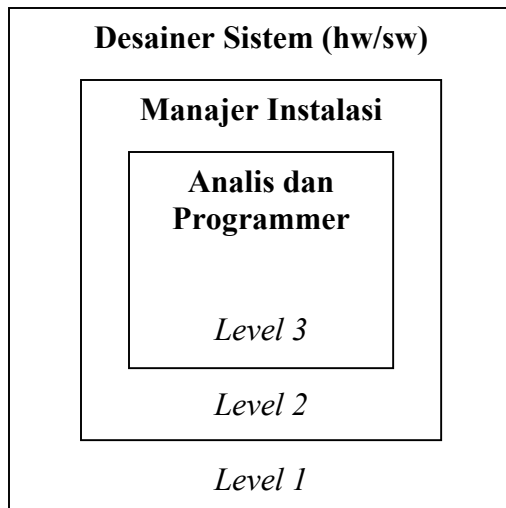 Desainer Sistem (hw/sw)
Manajer Instalasi
Analis dan
Programmer
Level 3
Level 2
Level 1